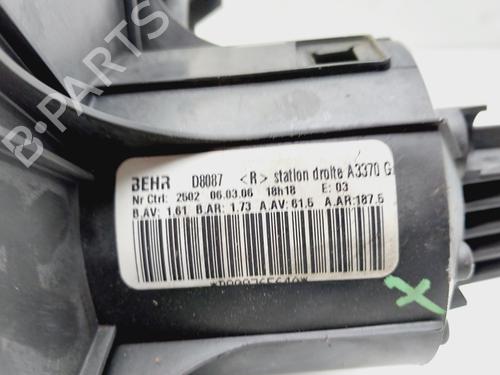 BEHR D8087 <R> station droite A3370 G
Nr Ctrl: 2502 06.03.06 18h18 E: 03
B.AV: 1.61 B.AR: 1.73 A.AV: 61.5 A.AR: 187.5
B-PARTS